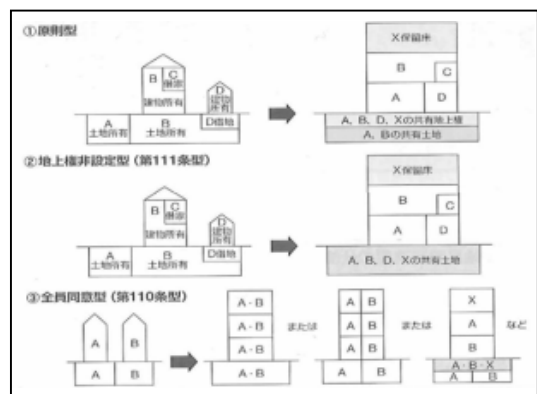 ①原則型
X保留床
B
C
借家
建物所有
D
建物
所有
B
C
A
D
A
土地所有
B
土地所有
D借地
A, B, D, Xの共有地上権
A, Bの共有土地
②地上権非設定型（第111条型）
X保留床
B
C
借家
建物所有
D
建物
所有
B
C
A
D
A
土地所有
B
土地所有
D借地
A, B, D, Xの共有土地
③全員同意型（第110条型）
A
B
A
B
A・B
A・B
A・B
A・B
または
A
B
A
B
A
B
A
B
A
B
または
X
A
B
A・B・X
A
B
など